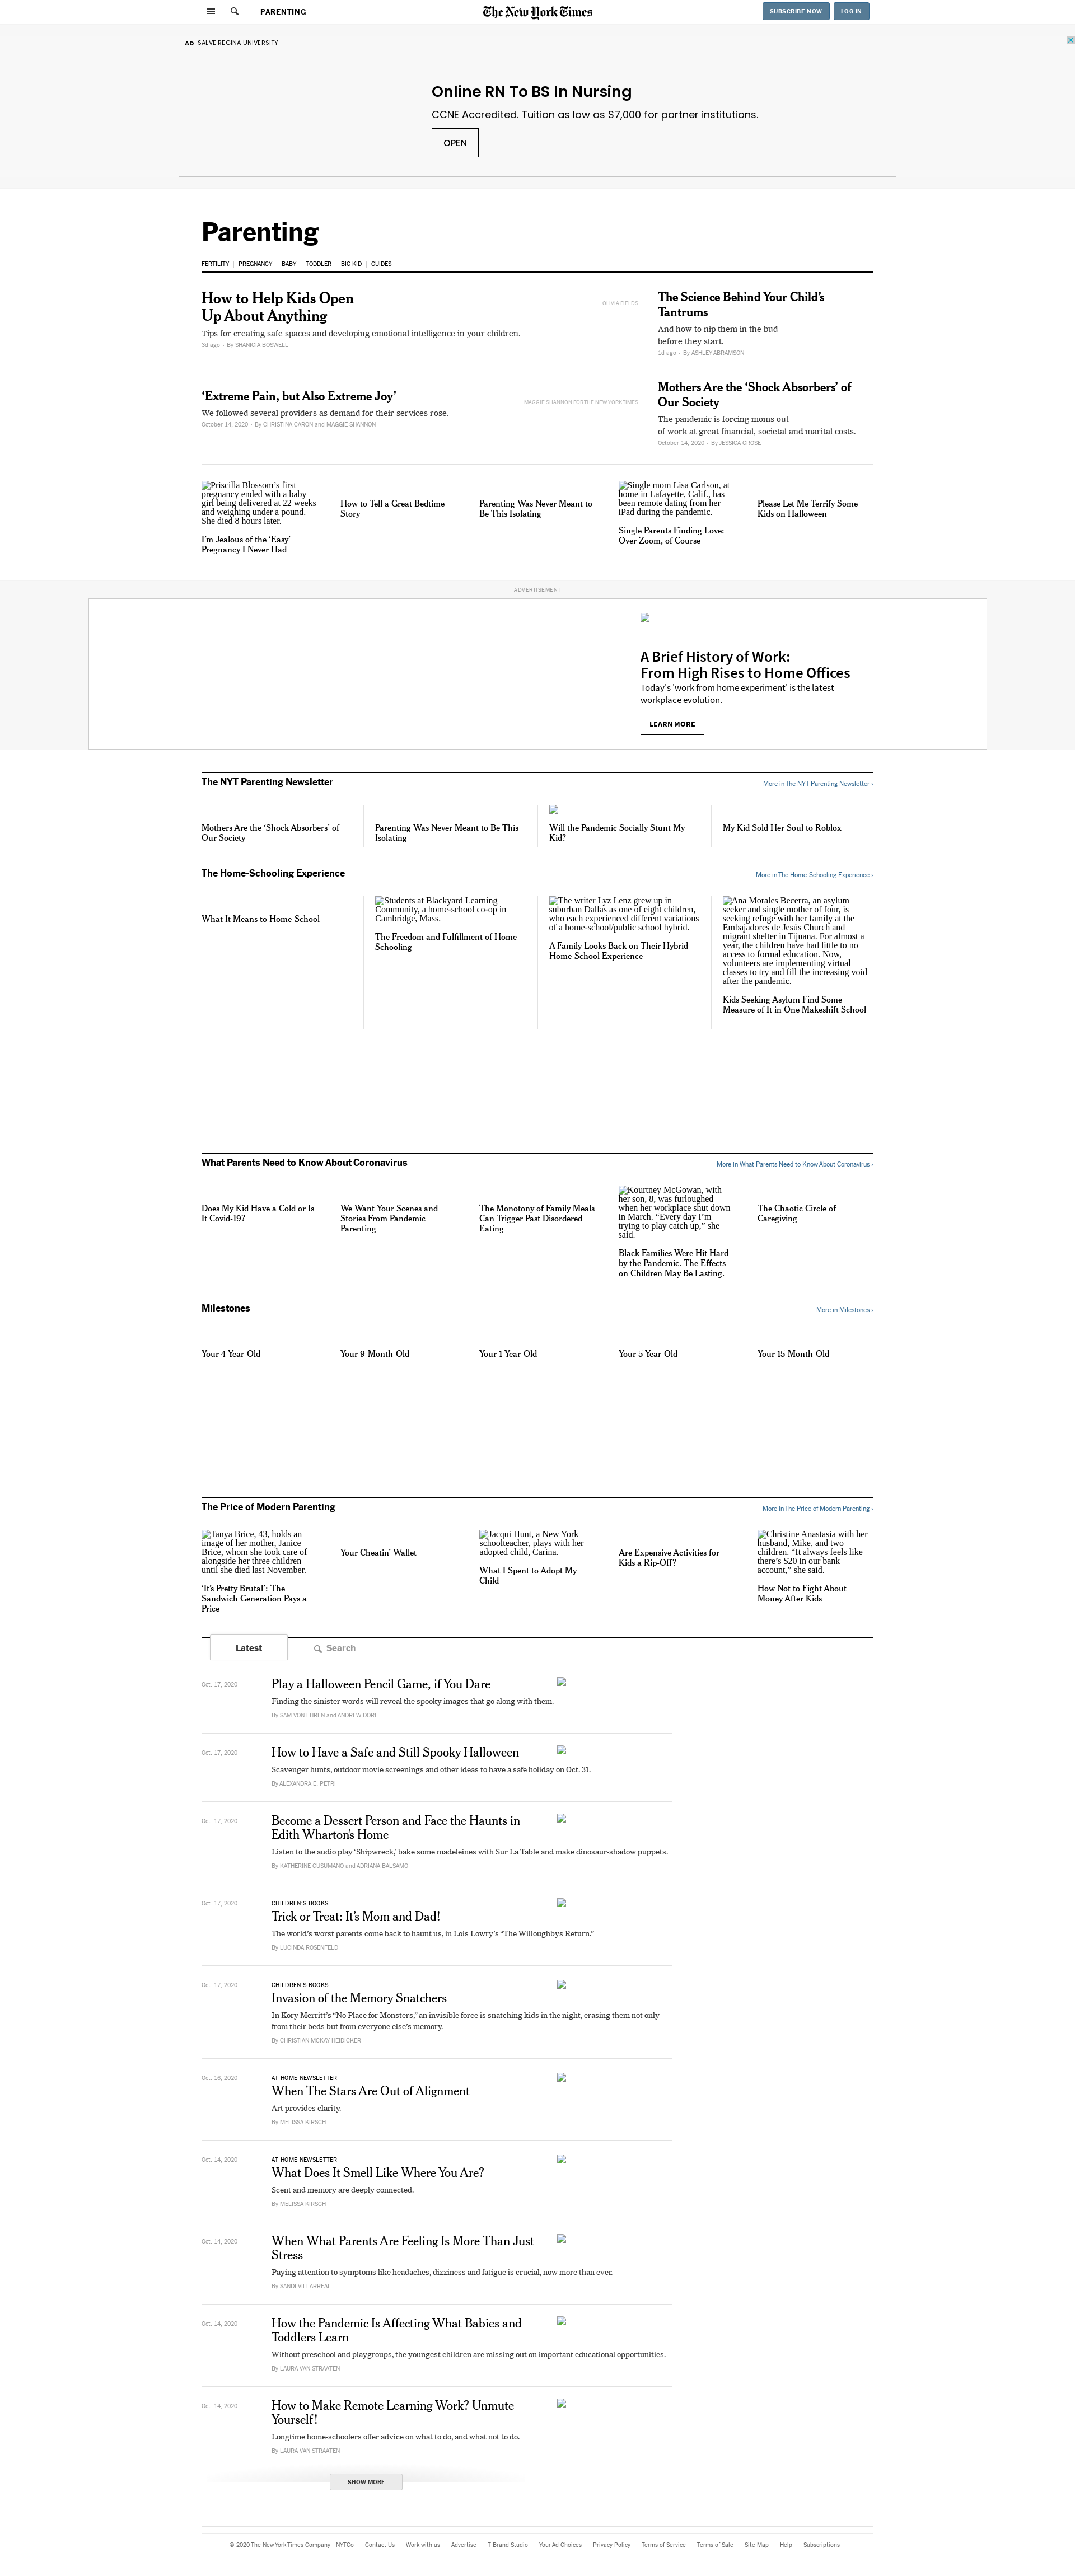 PARENTING
The New York Times
SUBSCRIBE NOW
LOG IN
AD SALVE REGINA UNIVERSITY
Online RN To BS In Nursing
CCNE Accredited. Tuition as low as $7,000 for partner institutions.
OPEN
Parenting
FERTILITY
PREGNANCY
BABY
TODDLER
BIG KID
GUIDES
How to Help Kids Open
Up About Anything
Tips for creating safe spaces and developing emotional intelligence in your children.
3d ago • By SHANICIA BOSWELL
OLIVIA FIELDS
‘Extreme Pain, but Also Extreme Joy’
We followed several providers as demand for their services rose.
October 14, 2020 • By CHRISTINA CARON and MAGGIE SHANNON
MAGGIE SHANNON FOR THE NEW YORK TIMES
The Science Behind Your Child’s
Tantrums
And how to nip them in the bud
before they start.
1d ago • By ASHLEY ABRAMSON
Mothers Are the ‘Shock Absorbers’ of
Our Society
The pandemic is forcing moms out
of work at great financial, societal and marital costs.
October 14, 2020 • By JESSICA GROSE
Priscilla Blossom’s first
pregnancy ended with a baby
girl being delivered at 22 weeks
and weighing under a pound.
She died 8 hours later.
I’m Jealous of the ‘Easy’
Pregnancy I Never Had
How to Tell a Great Bedtime
Story
Parenting Was Never Meant to
Be This Isolating
Single mom Lisa Carlson, at
home in Lafayette, Calif., has
been remote dating from her
iPad during the pandemic.
Single Parents Finding Love:
Over Zoom, of Course
Please Let Me Terrify Some
Kids on Halloween
ADVERTISEMENT
A Brief History of Work:
From High Rises to Home Offices
Today's 'work from home experiment' is the latest
workplace evolution.
LEARN MORE
The NYT Parenting Newsletter
More in The NYT Parenting Newsletter ›
Mothers Are the ‘Shock Absorbers’ of
Our Society
Parenting Was Never Meant to Be This
Isolating
Will the Pandemic Socially Stunt My
Kid?
My Kid Sold Her Soul to Roblox
The Home-Schooling Experience
More in The Home-Schooling Experience ›
What It Means to Home-School
Students at Blackyard Learning
Community, a home-school co-op in
Cambridge, Mass.
The Freedom and Fulfillment of Home-
Schooling
The writer Lyz Lenz grew up in
suburban Dallas as one of eight children,
who each experienced different variations
of a home-school/public school hybrid.
A Family Looks Back on Their Hybrid
Home-School Experience
Ana Morales Becerra, an asylum
seeker and single mother of four, is
seeking refuge with her family at the
Embajadores de Jesús Church and
migrant shelter in Tijuana. For almost a
year, the children have had little to no
access to formal education. Now,
volunteers are implementing virtual
classes to try and fill the increasing void
after the pandemic.
Kids Seeking Asylum Find Some
Measure of It in One Makeshift School
What Parents Need to Know About Coronavirus
More in What Parents Need to Know About Coronavirus ›
Does My Kid Have a Cold or Is
It Covid-19?
We Want Your Scenes and
Stories From Pandemic
Parenting
The Monotony of Family Meals
Can Trigger Past Disordered
Eating
Kourtney McGowan, with
her son, 8, was furloughed
when her workplace shut down
in March. “Every day I’m
trying to play catch up,” she
said.
Black Families Were Hit Hard
by the Pandemic. The Effects
on Children May Be Lasting.
The Chaotic Circle of
Caregiving
Milestones
More in Milestones ›
Your 4-Year-Old
Your 9-Month-Old
Your 1-Year-Old
Your 5-Year-Old
Your 15-Month-Old
The Price of Modern Parenting
More in The Price of Modern Parenting ›
Tanya Brice, 43, holds an
image of her mother, Janice
Brice, whom she took care of
alongside her three children
until she died last November.
‘It’s Pretty Brutal’: The
Sandwich Generation Pays a
Price
Your Cheatin’ Wallet
Jacqui Hunt, a New York
schoolteacher, plays with her
adopted child, Carina.
What I Spent to Adopt My
Child
Are Expensive Activities for
Kids a Rip-Off?
Christine Anastasia with her
husband, Mike, and two
children. “It always feels like
there’s $20 in our bank
account,” she said.
How Not to Fight About
Money After Kids
Latest
Search
Oct. 17, 2020
Play a Halloween Pencil Game, if You Dare
Finding the sinister words will reveal the spooky images that go along with them.
By SAM VON EHREN and ANDREW DORE
Oct. 17, 2020
How to Have a Safe and Still Spooky Halloween
Scavenger hunts, outdoor movie screenings and other ideas to have a safe holiday on Oct. 31.
By ALEXANDRA E. PETRI
Oct. 17, 2020
Become a Dessert Person and Face the Haunts in
Edith Wharton’s Home
Listen to the audio play ‘Shipwreck,’ bake some madeleines with Sur La Table and make dinosaur-shadow puppets.
By KATHERINE CUSUMANO and ADRIANA BALSAMO
Oct. 17, 2020
CHILDREN’S BOOKS
Trick or Treat: It’s Mom and Dad!
The world’s worst parents come back to haunt us, in Lois Lowry’s “The Willoughbys Return.”
By LUCINDA ROSENFELD
Oct. 17, 2020
CHILDREN’S BOOKS
Invasion of the Memory Snatchers
In Kory Merritt’s “No Place for Monsters,” an invisible force is snatching kids in the night, erasing them not only
from their beds but from everyone else’s memory.
By CHRISTIAN MCKAY HEIDICKER
Oct. 16, 2020
AT HOME NEWSLETTER
When The Stars Are Out of Alignment
Art provides clarity.
By MELISSA KIRSCH
Oct. 14, 2020
AT HOME NEWSLETTER
What Does It Smell Like Where You Are?
Scent and memory are deeply connected.
By MELISSA KIRSCH
Oct. 14, 2020
When What Parents Are Feeling Is More Than Just
Stress
Paying attention to symptoms like headaches, dizziness and fatigue is crucial, now more than ever.
By SANDI VILLARREAL
Oct. 14, 2020
How the Pandemic Is Affecting What Babies and
Toddlers Learn
Without preschool and playgroups, the youngest children are missing out on important educational opportunities.
By LAURA VAN STRAATEN
Oct. 14, 2020
How to Make Remote Learning Work? Unmute
Yourself!
Longtime home-schoolers offer advice on what to do, and what not to do.
By LAURA VAN STRAATEN
SHOW MORE
© 2020 The New York Times Company NYTCo Contact Us Work with us Advertise T Brand Studio Your Ad Choices Privacy Policy Terms of Service Terms of Sale Site Map Help Subscriptions